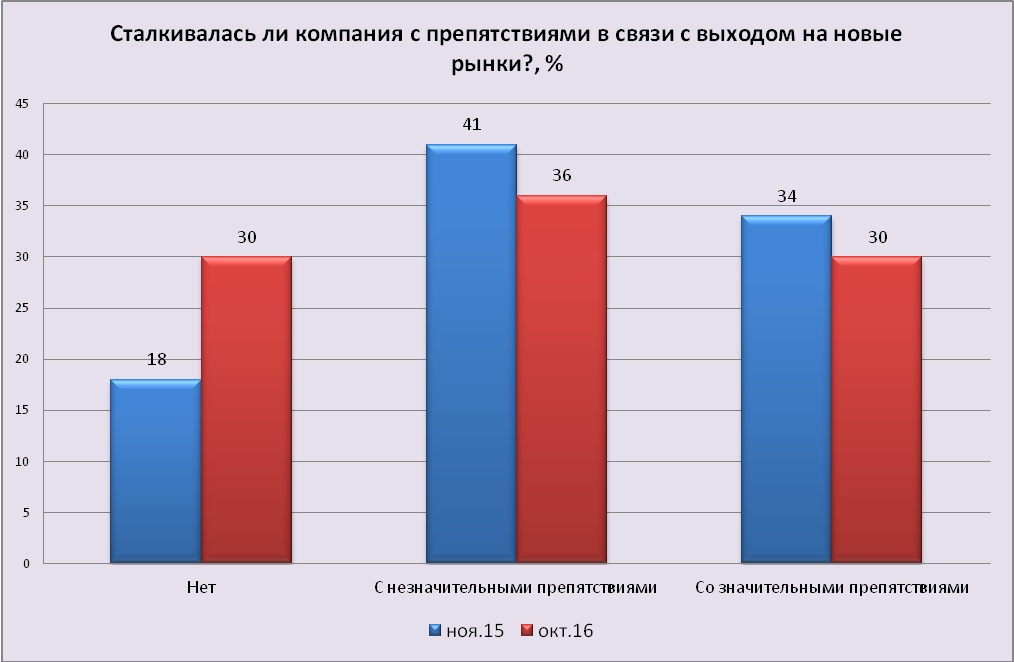 Сталкивалась ли компания с препятствиями в связи с выходом на новые
рынки?, %
45
40
35
30
25
20
15
10
5
0
18
30
41
36
34
30
Нет
С незначительными препятствиями
Со значительными препятствиями
ноя.15
окт.16